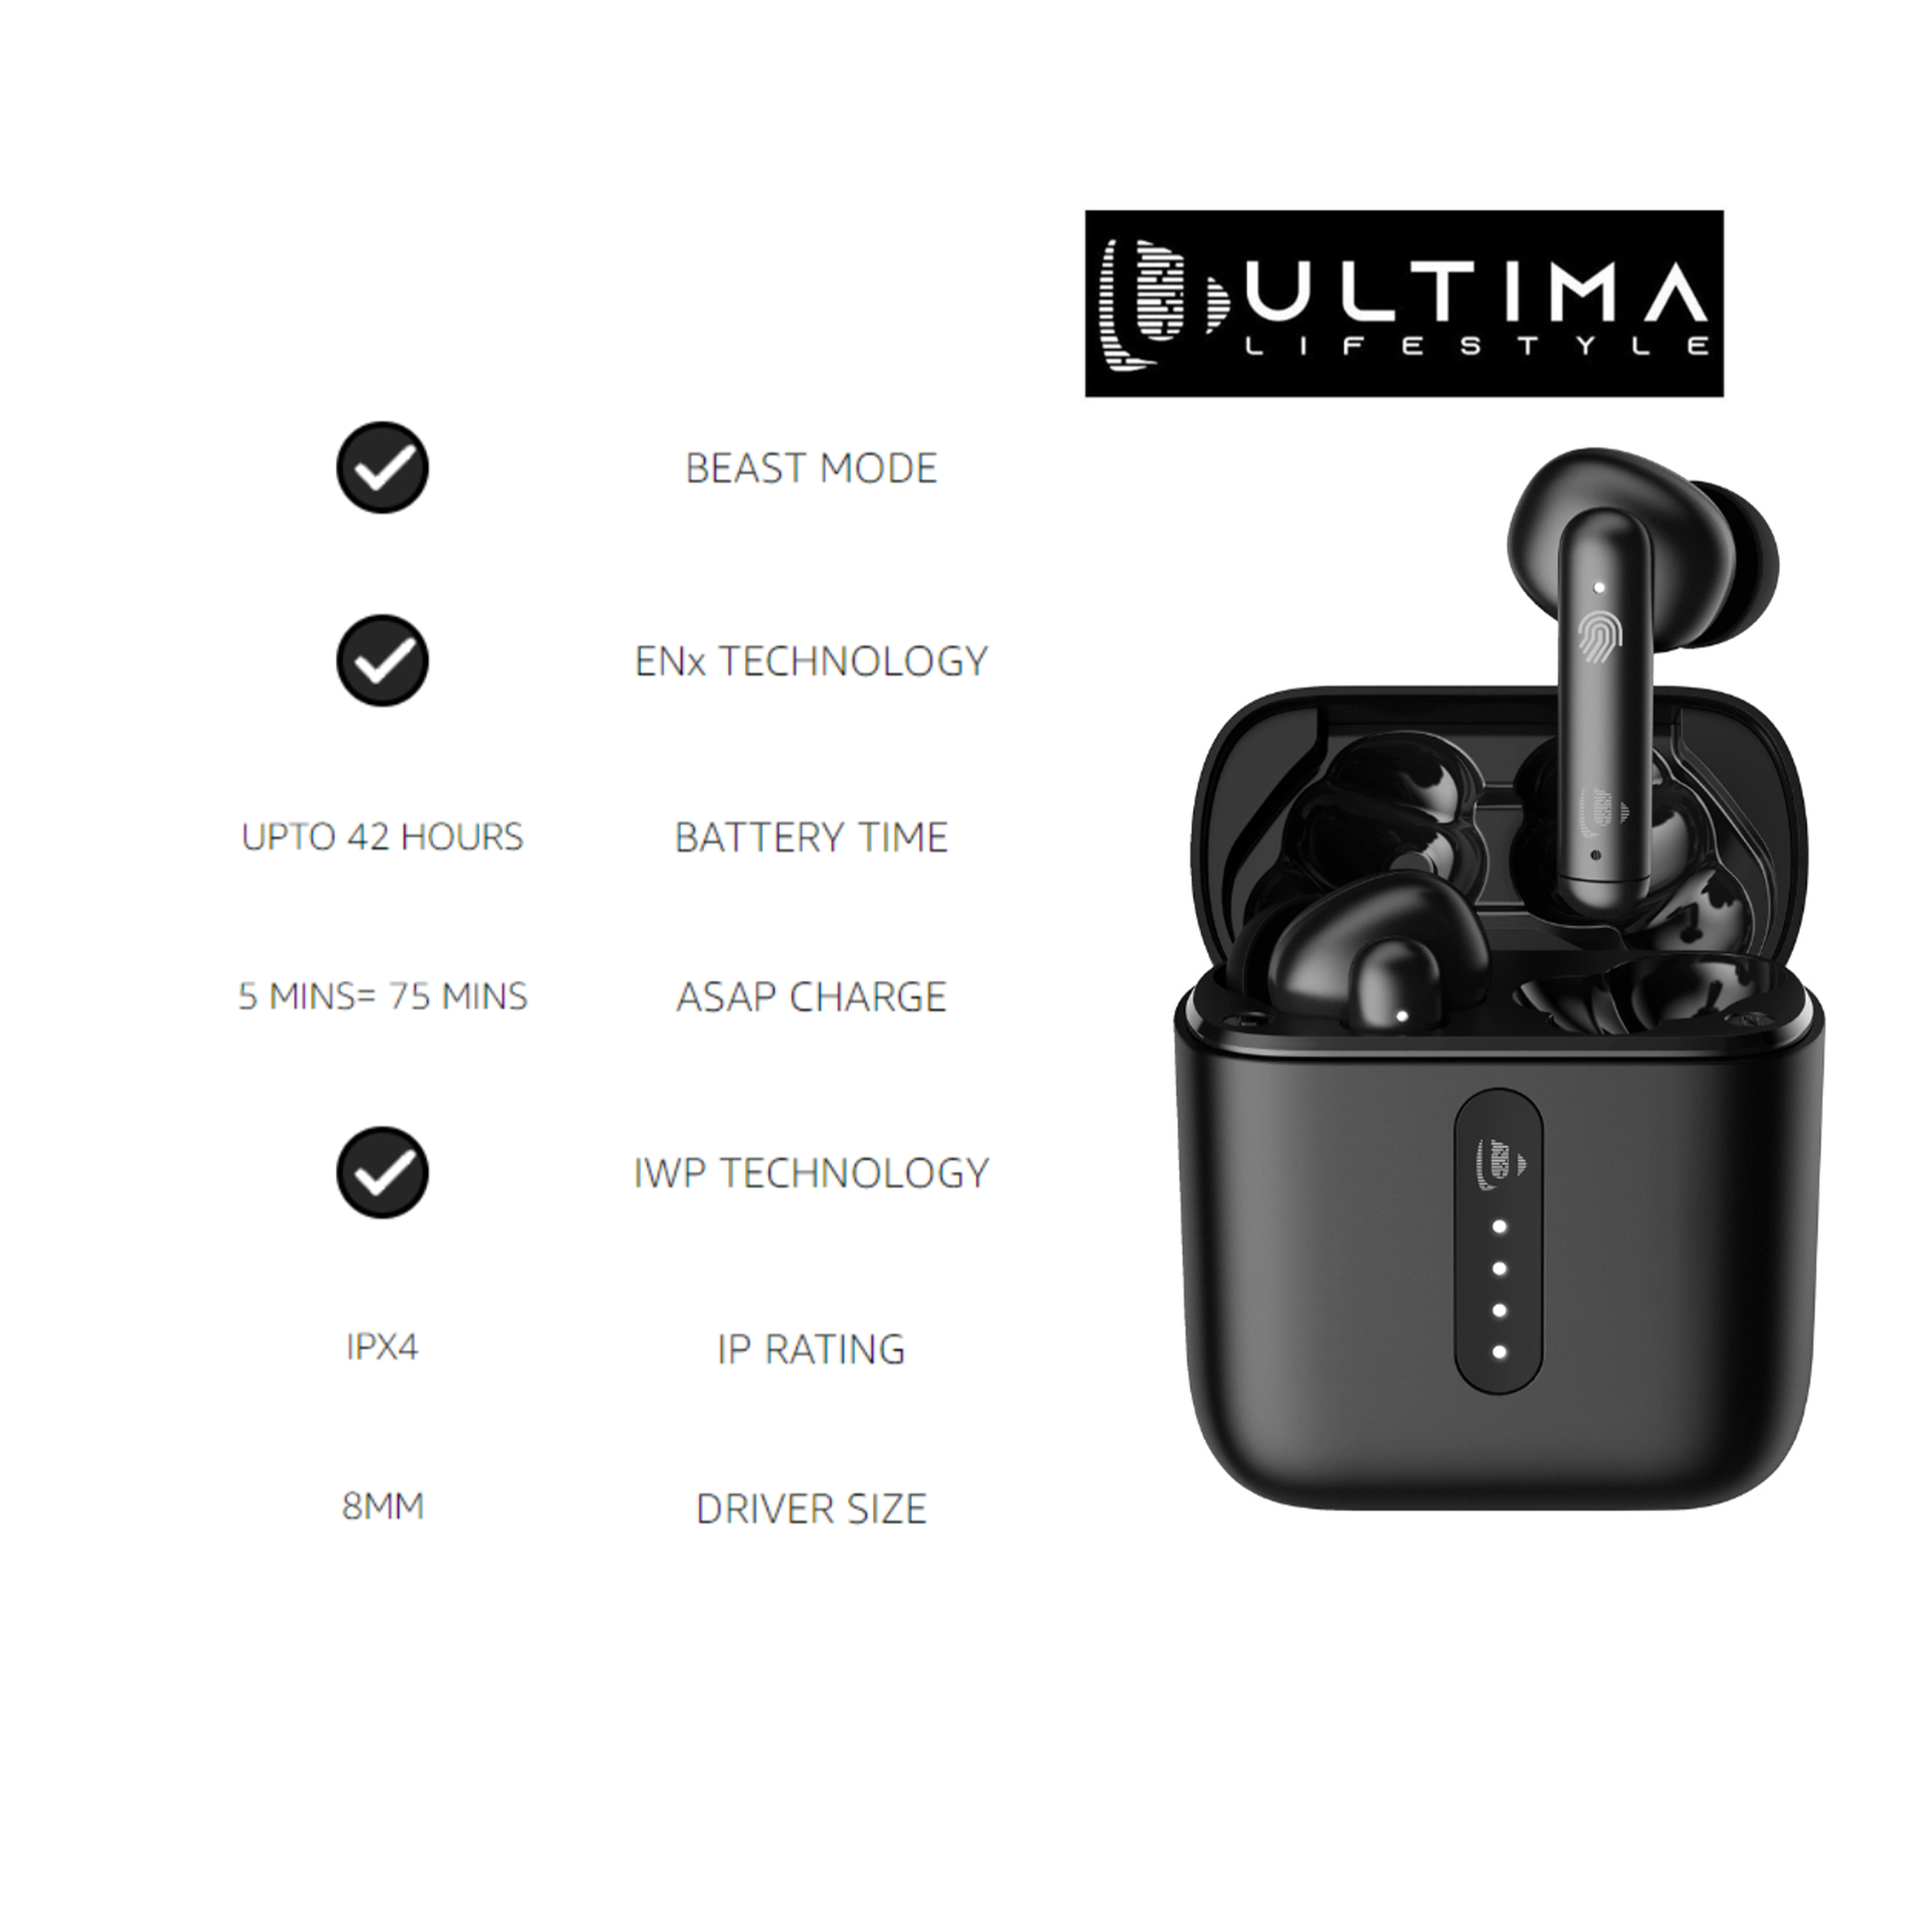 ULTIMA
LIFESTYLE
BEAST MODE
ENx TECHNOLOGY
UPTO 42 HOURS BATTERY TIME
5 MINS= 75 MINS ASAP CHARGE
IWP TECHNOLOGY
IPX4 IP RATING
8MM DRIVER SIZE